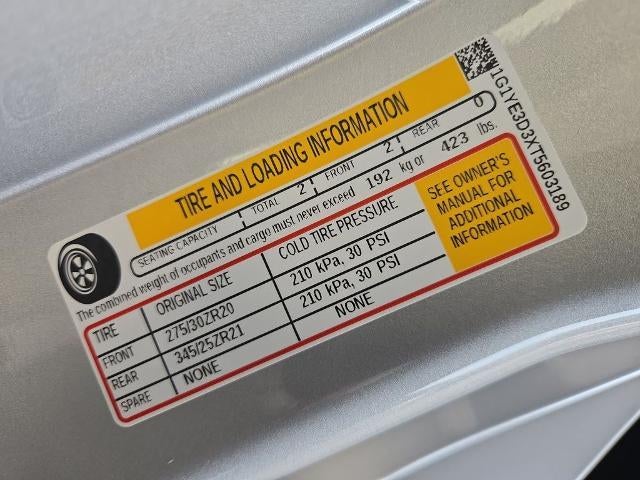 TIRE AND LOADING INFORMATION
SEATING CAPACITY TOTAL 2 FRONT 2 REAR 0
The combined weight of occupants and cargo must never exceed 192 kg or 423 lbs.
TIRE ORIGINAL SIZE COLD TIRE PRESSURE
FRONT 275/30ZR20 210 kPa, 30 PSI
REAR 345/25ZR21 210 kPa, 30 PSI
SPARE NONE NONE
SEE OWNER'S
MANUAL FOR
ADDITIONAL
INFORMATION
1G1YE3D3XT5603189